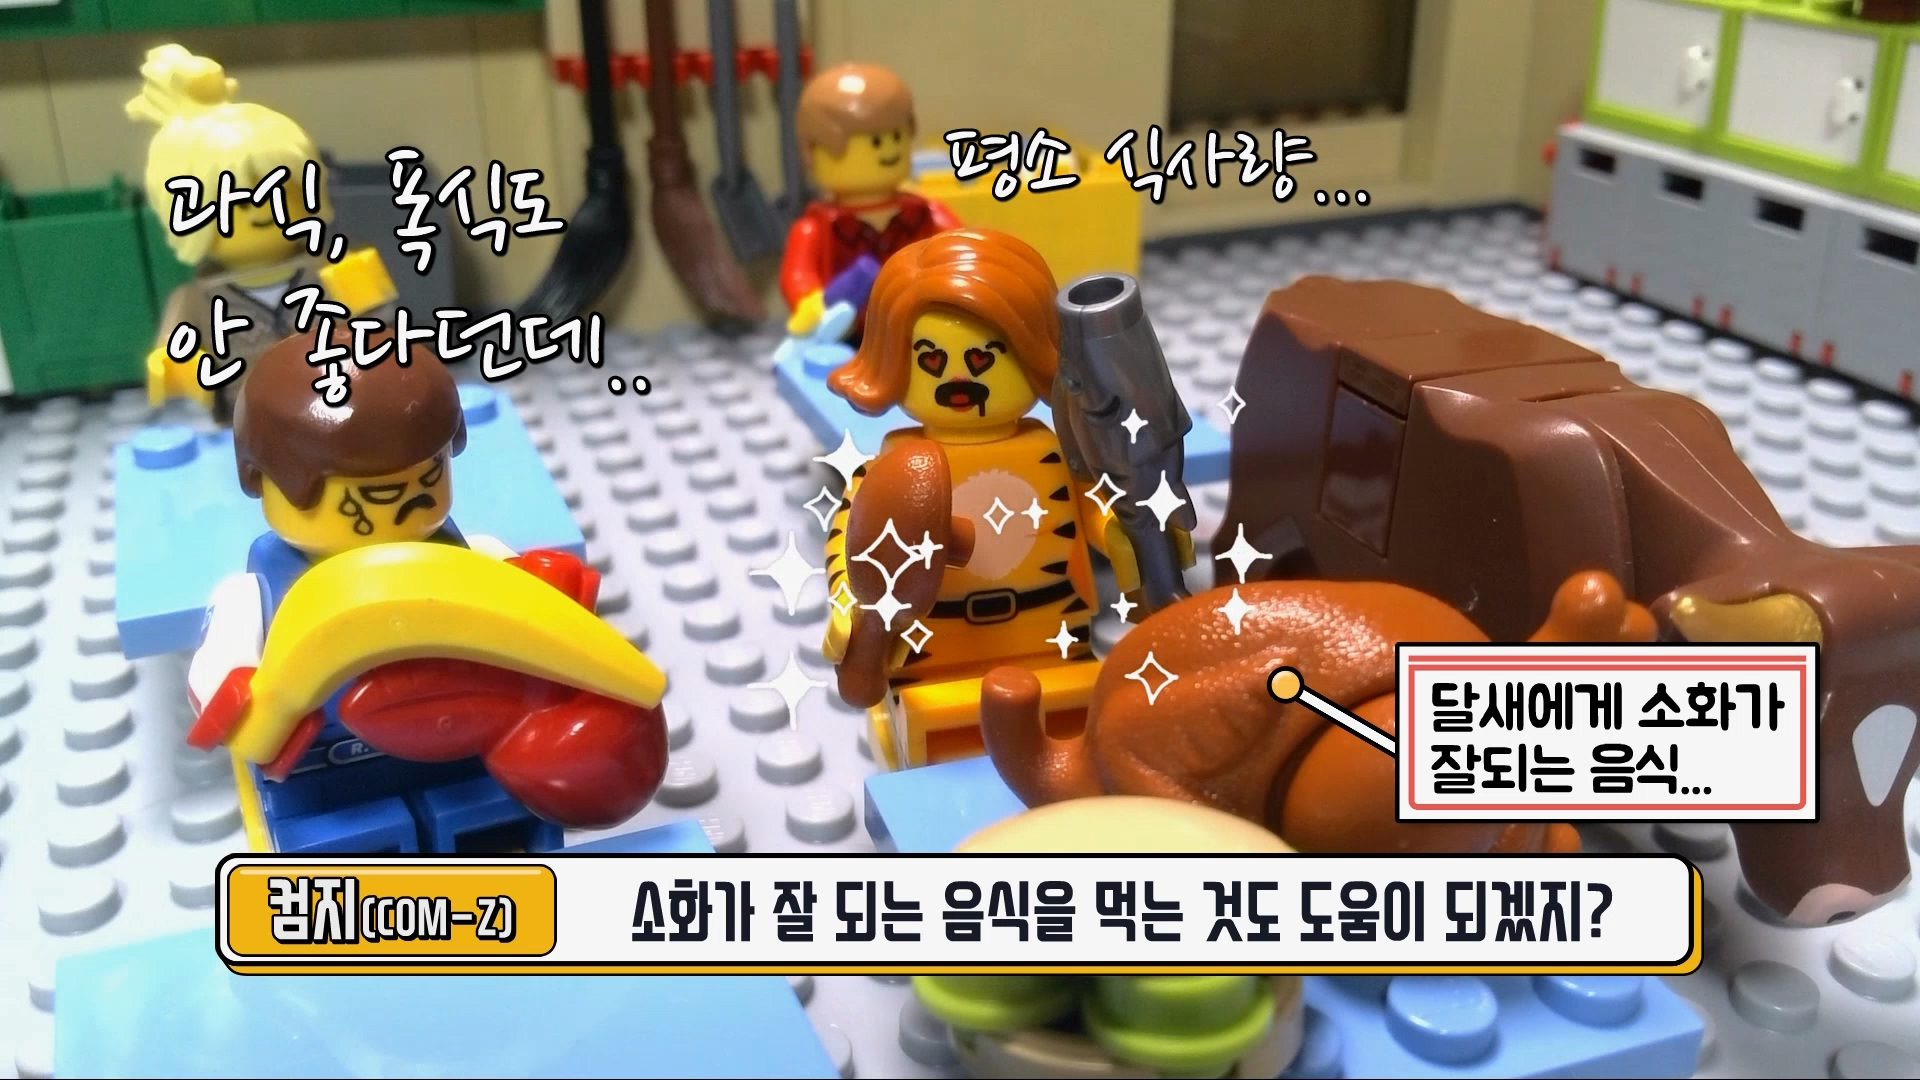 과식, 폭식도
안 좋다던데..
평소 식사량...
달새에게 소화가
잘되는 음식...
컴지(COM-Z) 소화가 잘 되는 음식을 먹는 것도 도움이 되겠지?